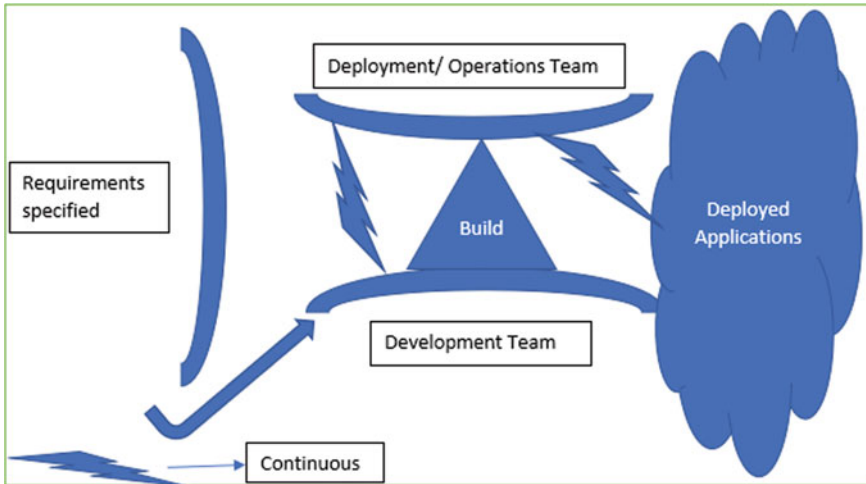 Deployment/ Operations Team
Requirements
specified
Build
Deployed
Applications
Development Team
Continuous